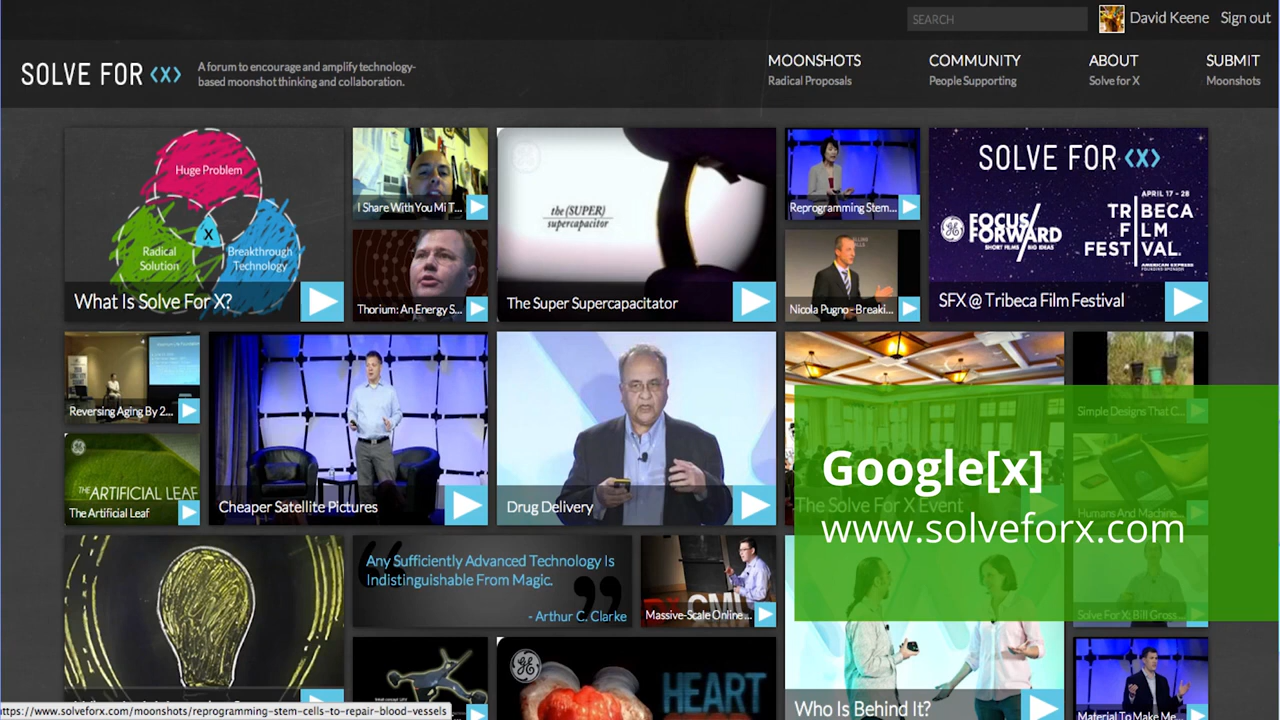 SEARCH
David Keene
Sign out
SOLVE FOR <X>
A forum to encourage and amplify technology-
based moonshot thinking and collaboration.
MOONSHOTS
Radical Proposals
COMMUNITY
People Supporting
ABOUT
Solve for X
SUBMIT
Moonshots
Huge Problem
X
Radical
Solution
Breakthrough
Technology
What Is Solve For X?
I Share With You Mi T...
Thorium: An Energy S...
the (SUPER)
supercapacitor
The Super Supercapacitator
Reprogramming Stem...
Nicola Pugno - Breaki...
SOLVE FOR <X>
APRIL 17 - 28
FOCUS/
FORWARD
SHORT FILMS BIG IDEAS
TRIBECA
FILM
FESTIVAL.
AMERICAN EXPRESS
FOUNDING SPONSOR
SFX @ Tribeca Film Festival
Reversing Aging By 2...
THE ARTIFICIAL LEAF
The Artificial Leaf
Cheaper Satellite Pictures
Drug Delivery
The Solve For X Event
Simple Designs That C...
Humans And Machine...
Google[x]
www.solveforx.com
Any Sufficiently Advanced Technology Is
Indistinguishable From Magic.
- Arthur C. Clarke
Massive-Scale Online...
Solve For X: Bill Gross...
HEART
Who Is Behind It?
Material To Make Me...
ttps://www.solveforx.com/moonshots/reprogramming-stem-cells-to-repair-blood-vessels